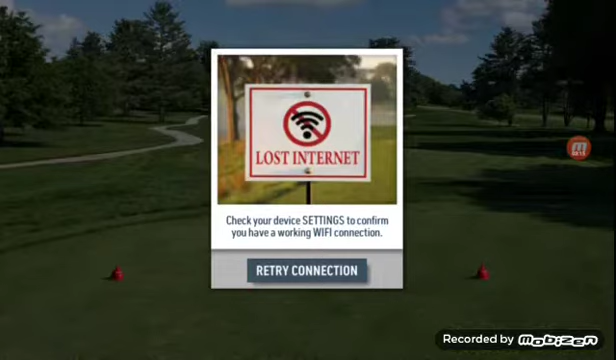 LOST INTERNET
Check your device SETTINGS to confirm
you have a working WIFI connection.
RETRY CONNECTION
Recorded by mobizen